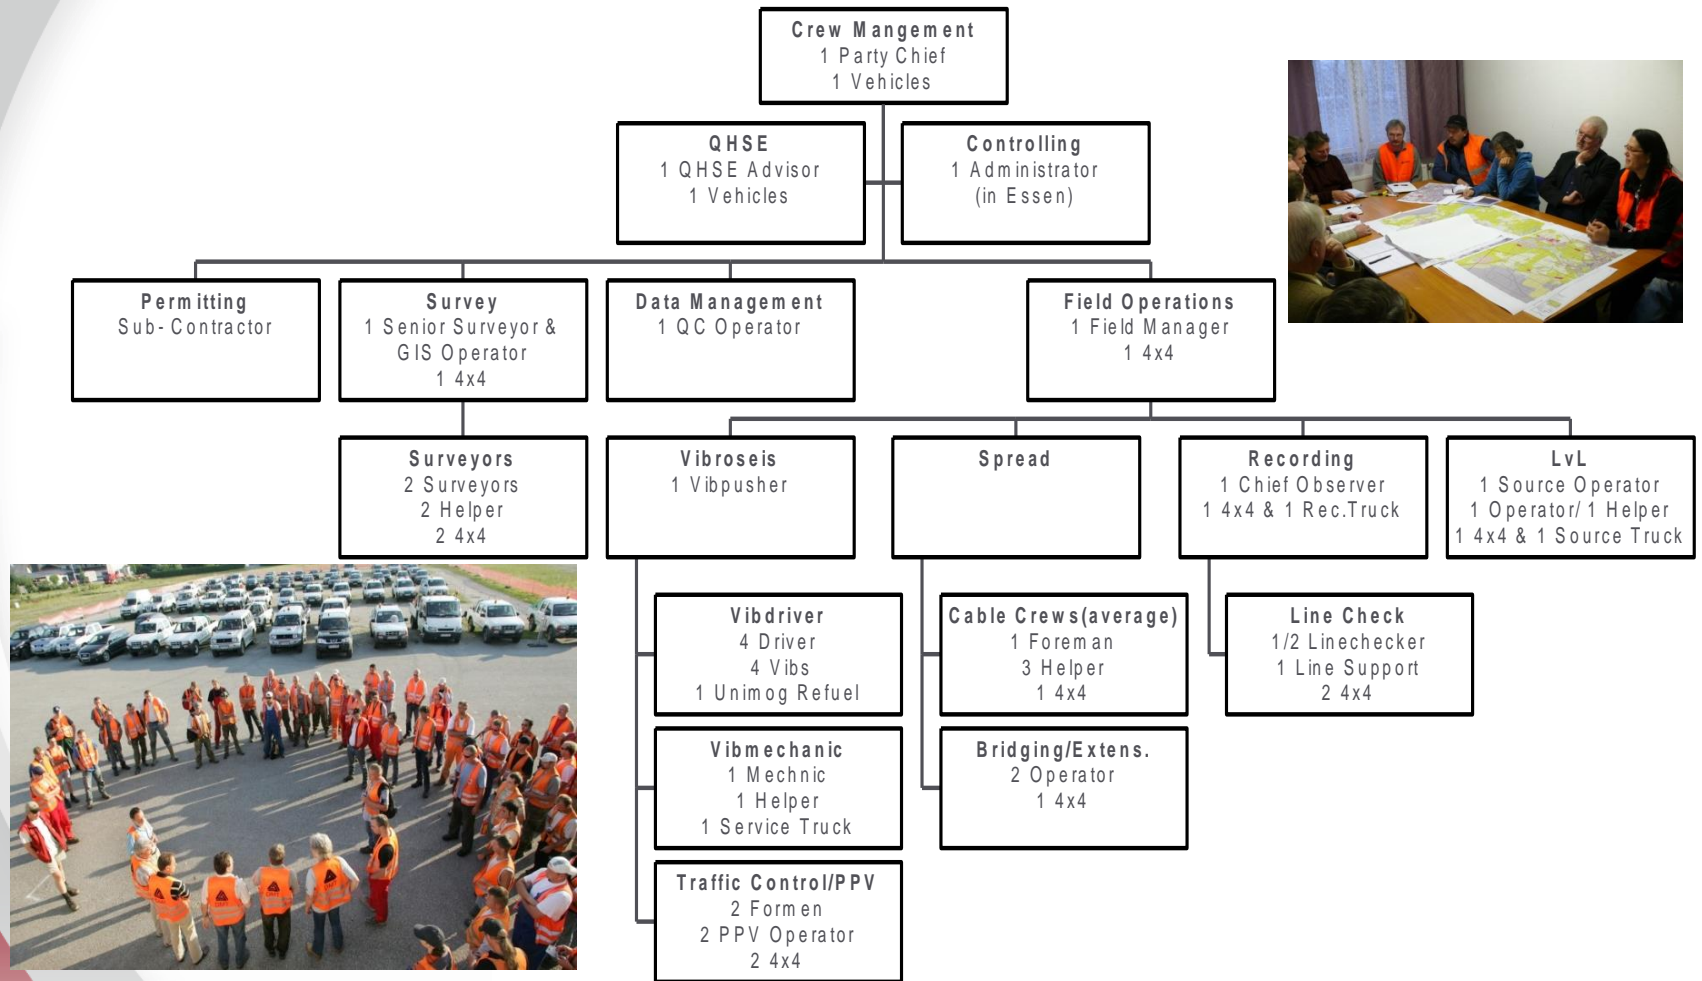 Crew Mangement
1 Party Chief
1 Vehicles
QHSE
1 QHSE Advisor
1 Vehicles
Controlling
1 Administrator
(in Essen)
Permitting
Sub-Contractor
Survey
1 Senior Surveyor &
GIS Operator
1 4x4
Data Management
1 QC Operator
Field Operations
1 Field Manager
1 4x4
Surveyors
2 Surveyors
2 Helper
2 4x4
Vibroseis
1 Vibpusher
Spread
Recording
1 Chief Observer
1 4x4 & 1 Rec.Truck
LvL
1 Source Operator
1 Operator/ 1 Helper
1 4x4 & 1 Source Truck
Vibdriver
4 Driver
4 Vibs
1 Unimog Refuel
Cable Crews(average)
1 Foreman
3 Helper
1 4x4
Line Check
1/2 Linechecker
1 Line Support
2 4x4
Vibmechanic
1 Mechnic
1 Helper
1 Service Truck
Bridging/Extens.
2 Operator
1 4x4
Traffic Control/PPV
2 Formen
2 PPV Operator
2 4x4
DMT
DMT
DMT
DMT